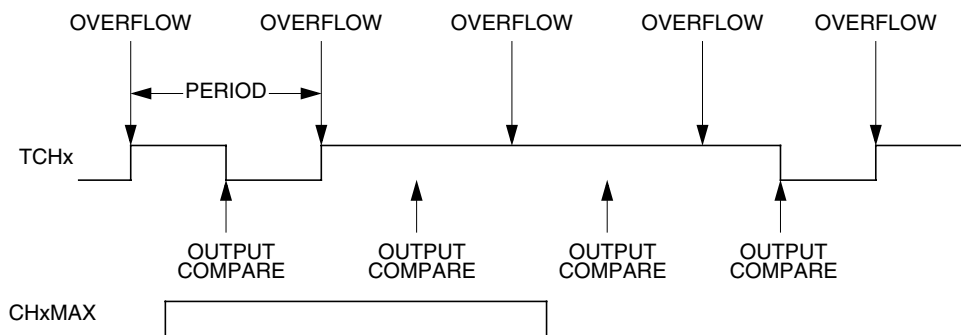 OVERFLOW OVERFLOW OVERFLOW OVERFLOW OVERFLOW
PERIOD
TCHx
OUTPUT COMPARE
OUTPUT COMPARE
OUTPUT COMPARE
OUTPUT COMPARE
CHxMAX